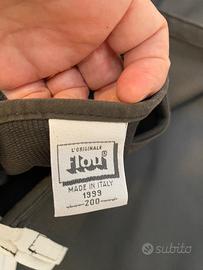 L'ORIGINALE
Flou®
MADE IN ITALY
1999
-200-
subito